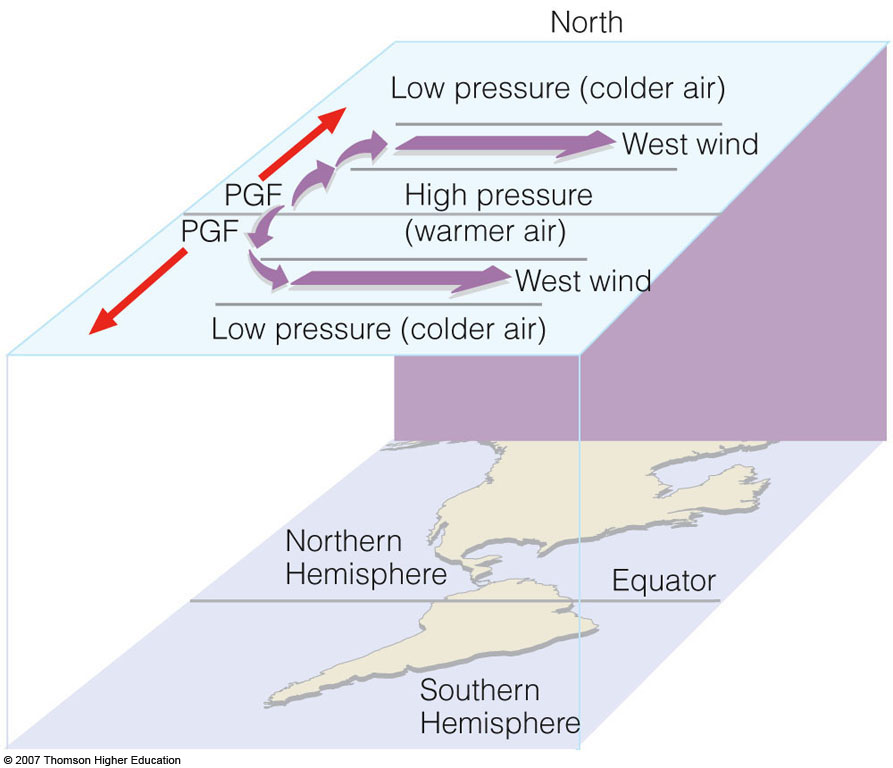 North
Low pressure (colder air)
West wind
PGF
High pressure
(warmer air)
PGF
West wind
Low pressure (colder air)
Northern
Hemisphere
Equator
Southern
Hemisphere
© 2007 Thomson Higher Education